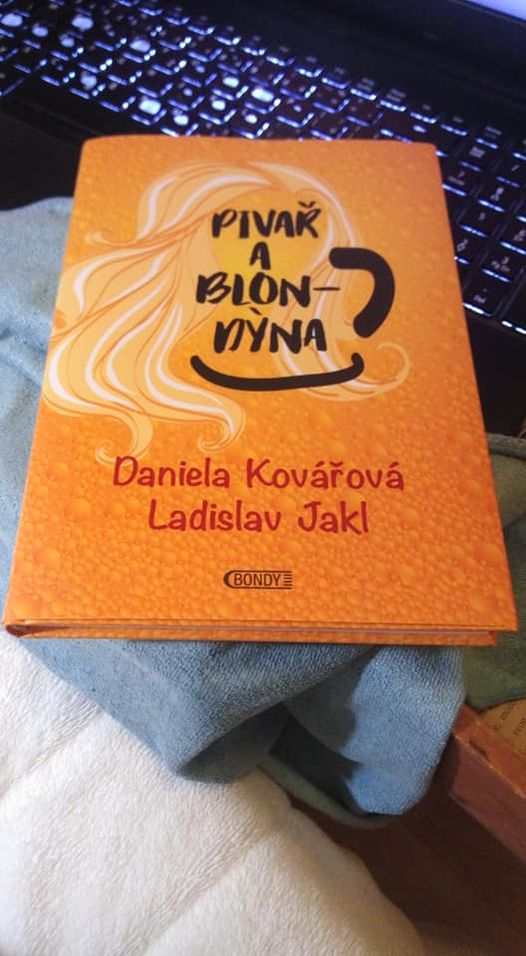 PIVAŘ
A
BLON-
DÝNA
Daniela Kovářová
Ladislav Jakl
BONDY